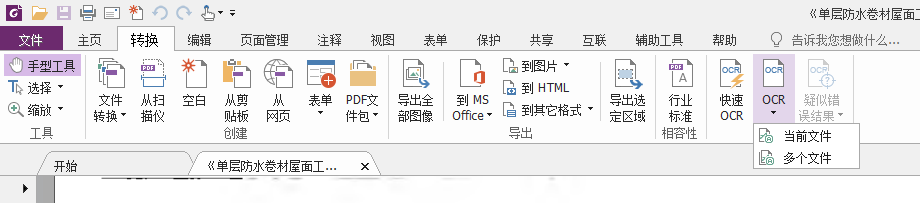 《单层防水卷材屋面工
文件 主页 转换 编辑 页面管理 注释 视图 表单 保护 共享 互联 辅助工具 帮助 告诉我您想做什么...
手型工具
选择
缩放
工具
文件
转换
从扫
描仪
空白
从剪
贴板
从
网页
表单
PDF文
件包
创建
导出全
部图像
到 MS
Office
到图片
到 HTML
到其它格式
导出选
定区域
导出
行业
标准
相容性
OCR
快速
OCR
OCR
OCR
OCR
疑似错
误结果
当前文件
多个文件
开始 《单层防水卷材屋面工...